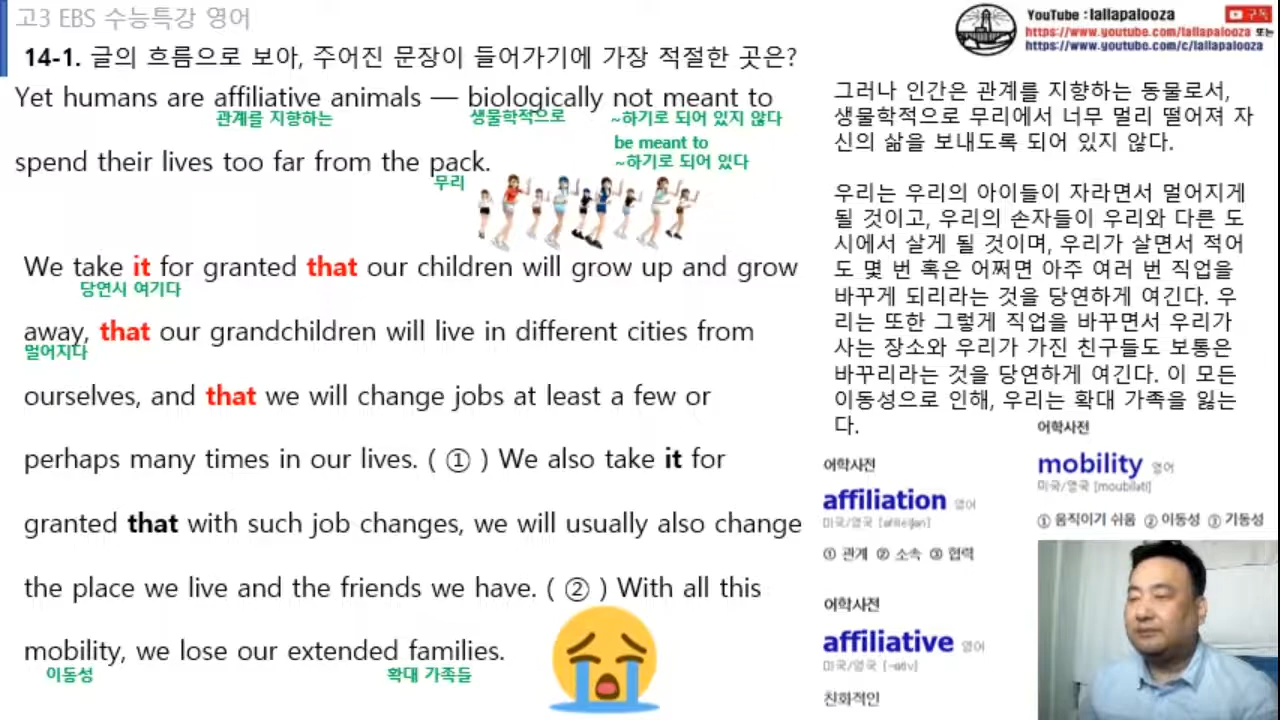 고3 EBS 수능특강 영어
YouTube : lallapalooza
구독
https://www.youtube.com/lallapalooza 또는
https://www.youtube.com/c/lallapalooza
14-1. 글의 흐름으로 보아, 주어진 문장이 들어가기에 가장 적절한 곳은?
Yet humans are affiliative animals — biologically not meant to
관계를 지향하는 생물학적으로 ~하기로 되어 있지 않다
be meant to
~하기로 되어 있다
spend their lives too far from the pack.
무리
We take it for granted that our children will grow up and grow
당연시 여기다
away, that our grandchildren will live in different cities from
멀어지다
ourselves, and that we will change jobs at least a few or
perhaps many times in our lives. ( ① ) We also take it for
granted that with such job changes, we will usually also change
the place we live and the friends we have. ( ② ) With all this
mobility, we lose our extended families.
이동성 확대 가족들
그러나 인간은 관계를 지향하는 동물로서,
생물학적으로 무리에서 너무 멀리 떨어져 자
신의 삶을 보내도록 되어 있지 않다.
우리는 우리의 아이들이 자라면서 멀어지게
될 것이고, 우리의 손자들이 우리와 다른 도
시에서 살게 될 것이며, 우리가 살면서 적어
도 몇 번 혹은 어쩌면 아주 여러 번 직업을
바꾸게 되리라는 것을 당연하게 여긴다. 우
리는 또한 그렇게 직업을 바꾸면서 우리가
사는 장소와 우리가 가진 친구들도 보통은
바꾸리라는 것을 당연하게 여긴다. 이 모든
이동성으로 인해, 우리는 확대 가족을 잃는
다.
어학사전
affiliation 영어
미국/영국
① 관계 ② 소속 ③ 협력
어학사전
affiliative 영어
미국/영국
친화적인
어학사전
mobility 영어
미국/영국
① 움직이기 쉬움 ② 이동성 ③ 기동성